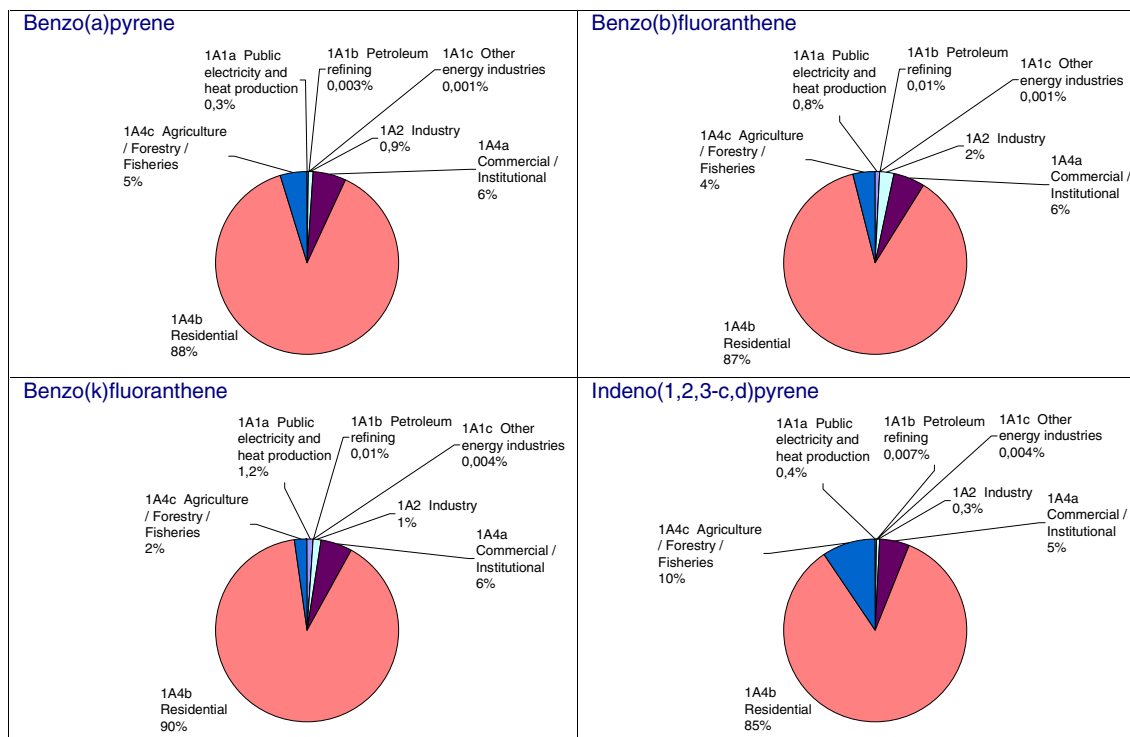 Benzo(a)pyrene
1A1a Public
electricity and
heat production
0,3%
1A1b Petroleum
refining
0,003%
1A1c Other
energy industries
0,001%
1A2 Industry
0,9%
1A4a
Commercial /
Institutional
6%
1A4c Agriculture
/ Forestry /
Fisheries
5%
1A4b
Residential
88%
Benzo(b)fluoranthene
1A1a Public
electricity and
heat production
0,8%
1A1b Petroleum
refining
0,01%
1A1c Other
energy industries
0,001%
1A2 Industry
2%
1A4a
Commercial /
Institutional
6%
1A4c Agriculture
/ Forestry /
Fisheries
4%
1A4b
Residential
87%
Benzo(k)fluoranthene
1A1a Public
electricity and
heat production
1,2%
1A1b Petroleum
refining
0,01%
1A1c Other
energy industries
0,004%
1A2 Industry
1%
1A4a
Commercial /
Institutional
6%
1A4c Agriculture
/ Forestry /
Fisheries
2%
1A4b
Residential
90%
Indeno(1,2,3-c,d)pyrene
1A1a Public
electricity and
heat production
0,4%
1A1b Petroleum
refining
0,007%
1A1c Other
energy industries
0,004%
1A2 Industry
0,3%
1A4a
Commercial /
Institutional
5%
1A4c Agriculture
/ Forestry /
Fisheries
10%
1A4b
Residential
85%